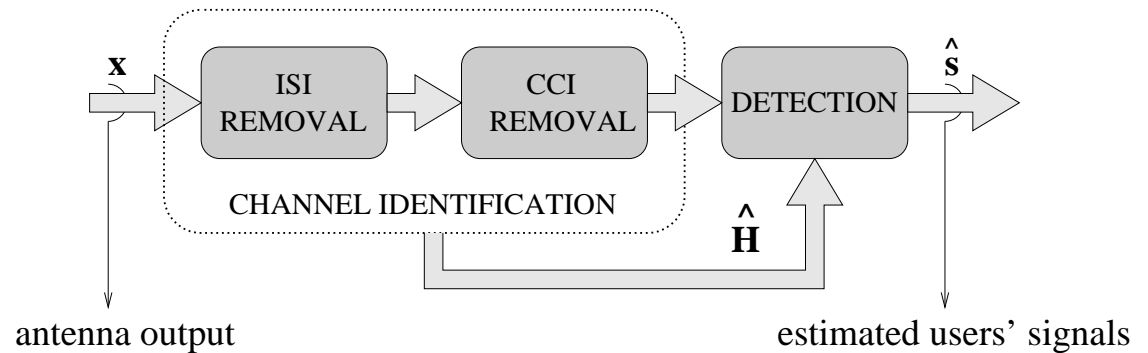 x
ISI
REMOVAL
CCI
REMOVAL
DETECTION
ŝ
CHANNEL IDENTIFICATION
Ĥ
antenna output
estimated users’ signals